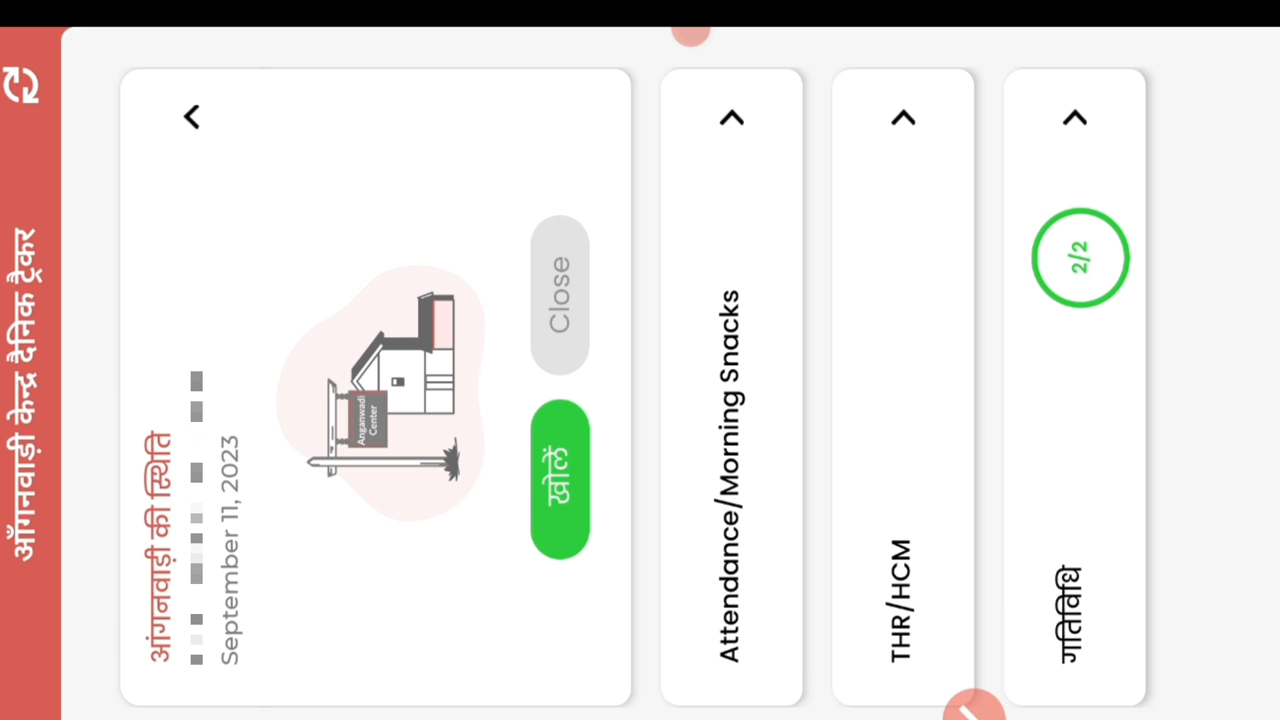 आँगनवाड़ी केन्द्र दैनिक ट्रैकर
आंगनवाड़ी की स्थिति
September 11, 2023
Anganwadi
Center
खोलें
Close
Attendance/Morning Snacks
THR/HCM
गतिविधि
2/2